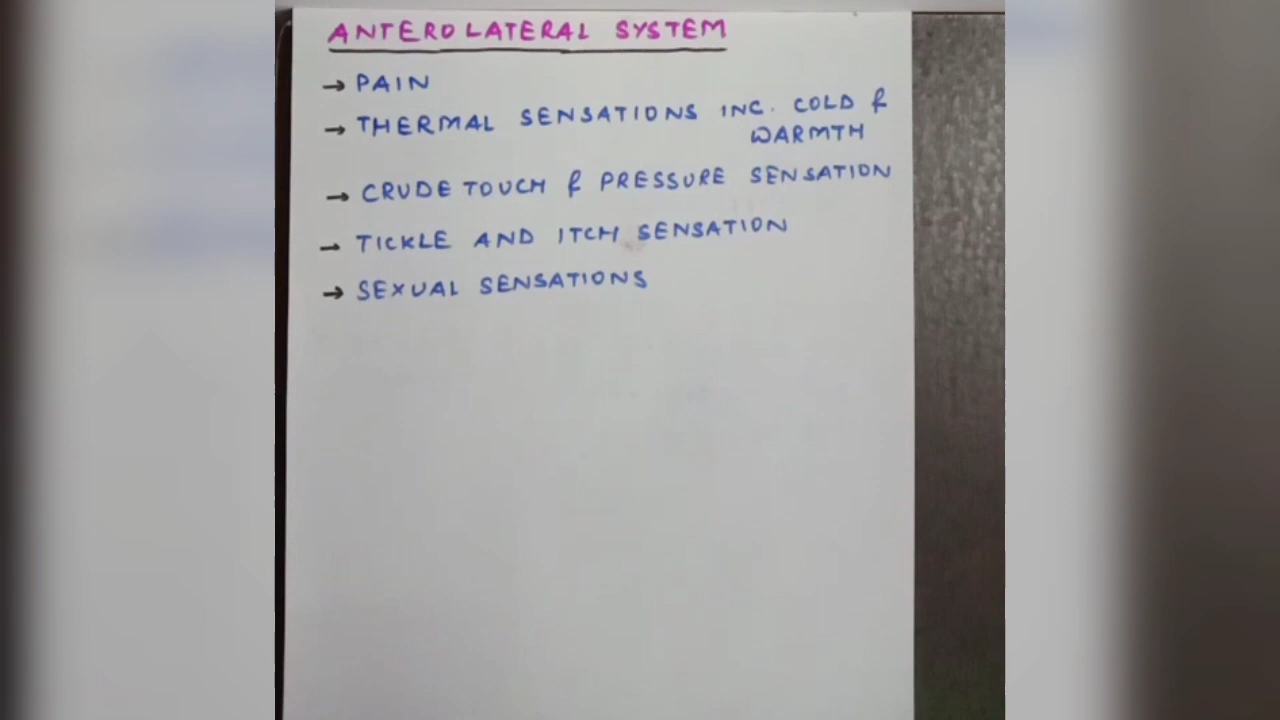 ANTEROLATERAL SYSTEM
→ PAIN
→ THERMAL SENSATIONS INC. COLD &
WARMTH
→ CRUDE TOUCH & PRESSURE SENSATION
→ TICKLE AND ITCH SENSATION
→ SEXUAL SENSATIONS